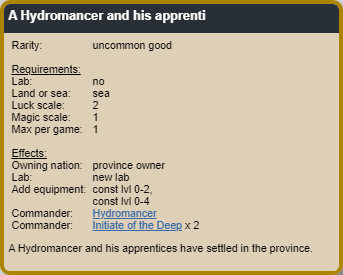 A Hydromancer and his apprenti
Rarity: uncommon good
Requirements:
Lab: no
Land or sea: sea
Luck scale: 2
Magic scale: 1
Max per game: 1
Effects:
Owning nation: province owner
Lab: new lab
Add equipment: const lvl 0-2,
const lvl 0-4
Commander: Hydromancer
Commander: Initiate of the Deep x 2
A Hydromancer and his apprentices have settled in the province.